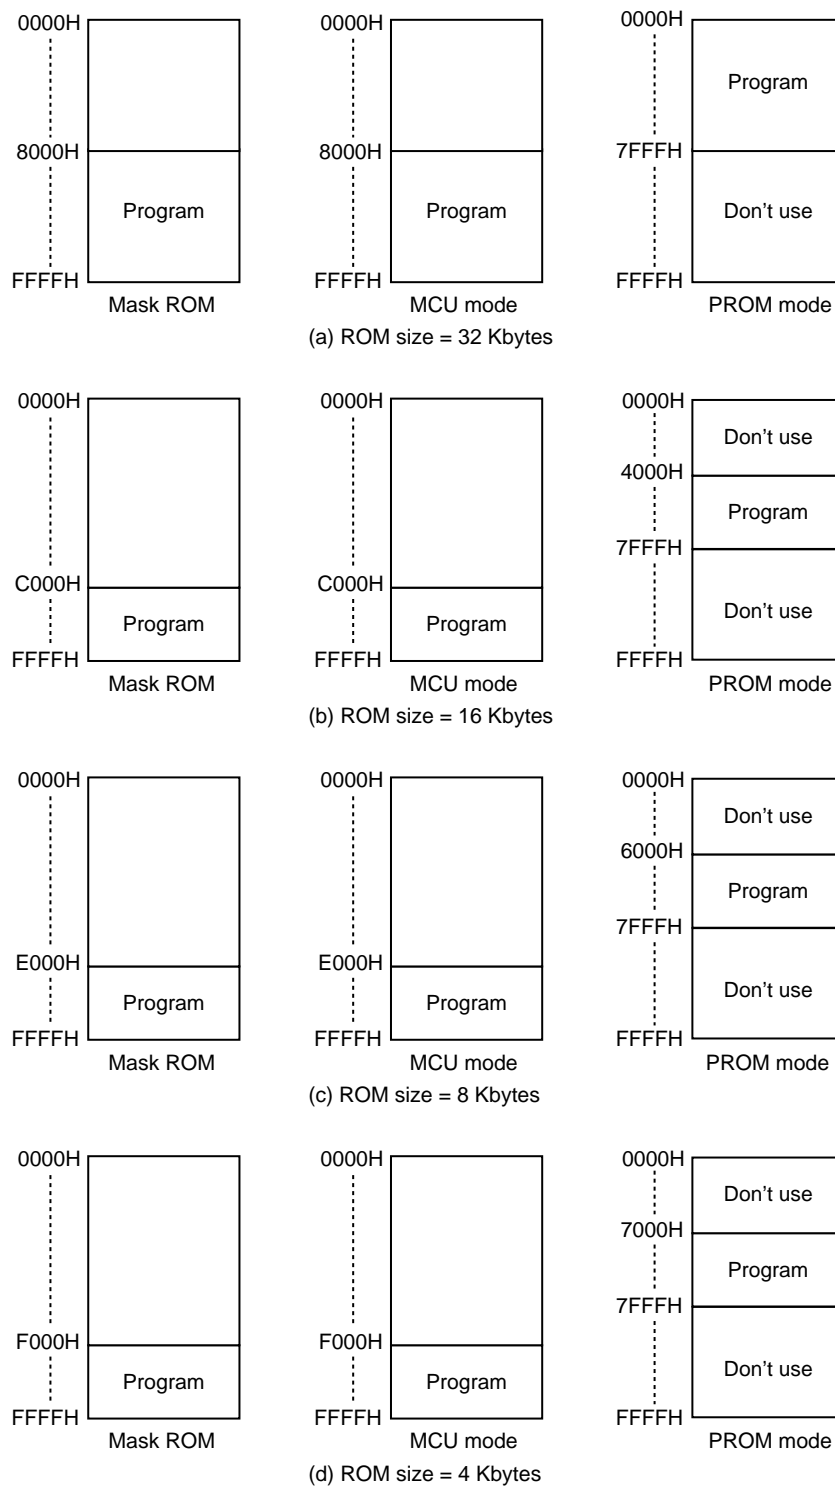 0000H 0000H 0000H
Program
8000H 8000H 7FFFH
Program Program Don't use
FFFFH FFFFH FFFFH
Mask ROM MCU mode PROM mode
(a) ROM size = 32 Kbytes
0000H 0000H 0000H
Don't use
4000H
Program
7FFFH
C000H C000H
Program Program Don't use
FFFFH FFFFH FFFFH
Mask ROM MCU mode PROM mode
(b) ROM size = 16 Kbytes
0000H 0000H 0000H
Don't use
6000H
Program
7FFFH
E000H E000H
Program Program Don't use
FFFFH FFFFH FFFFH
Mask ROM MCU mode PROM mode
(c) ROM size = 8 Kbytes
0000H 0000H 0000H
Don't use
7000H
Program
7FFFH
F000H F000H
Program Program Don't use
FFFFH FFFFH FFFFH
Mask ROM MCU mode PROM mode
(d) ROM size = 4 Kbytes